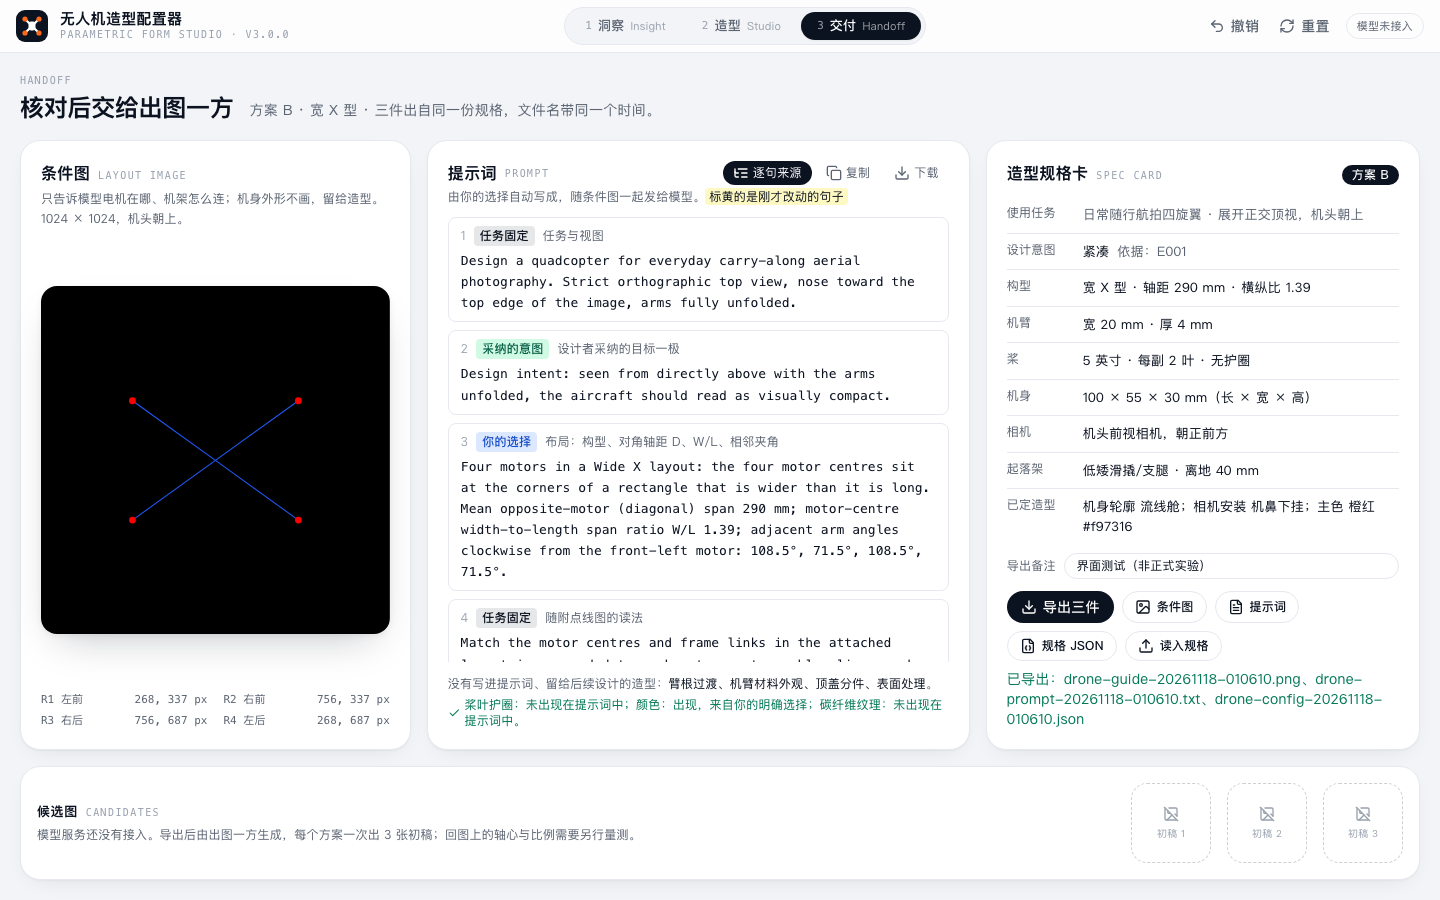 无人机造型配置器
PARAMETRIC FORM STUDIO · V3.0.0
1 洞察 Insight
2 造型 Studio
3 交付 Handoff
撤销
重置
模型未接入
HANDOFF
核对后交给出图一方 方案 B · 宽 X 型 · 三件出自同一份规格，文件名带同一个时间。
条件图 LAYOUT IMAGE
只告诉模型电机在哪、机架怎么连；机身外形不画，留给造型。
1024 × 1024，机头朝上。
R1 左前 268, 337 px R2 右前 756, 337 px
R3 右后 756, 687 px R4 左后 268, 687 px
提示词 PROMPT
逐句来源
复制
下载
由你的选择自动写成，随条件图一起发给模型。 标黄的是刚才改动的句子
1 任务固定 任务与视图
Design a quadcopter for everyday carry-along aerial
photography. Strict orthographic top view, nose toward the
top edge of the image, arms fully unfolded.
2 采纳的意图 设计者采纳的目标一极
Design intent: seen from directly above with the arms
unfolded, the aircraft should read as visually compact.
3 你的选择 布局：构型、对角轴距 D、W/L、相邻夹角
Four motors in a Wide X layout: the four motor centres sit
at the corners of a rectangle that is wider than it is long.
Mean opposite-motor (diagonal) span 290 mm; motor-centre
width-to-length span ratio W/L 1.39; adjacent arm angles
clockwise from the front-left motor: 108.5°, 71.5°, 108.5°,
71.5°.
4 任务固定 随附点线图的读法
Match the motor centres and frame links in the attached
没有写进提示词、留给后续设计的造型：臂根过渡、机臂材料外观、顶盖分件、表面处理。
桨叶护圈：未出现在提示词中；颜色：出现，来自你的明确选择；碳纤维纹理：未出现在
提示词中。
造型规格卡 SPEC CARD
方案 B
使用任务 日常随行航拍四旋翼 · 展开正交顶视，机头朝上
设计意图 紧凑 依据：E001
构型 宽 X 型 · 轴距 290 mm · 横纵比 1.39
机臂 宽 20 mm · 厚 4 mm
桨 5 英寸 · 每副 2 叶 · 无护圈
机身 100 × 55 × 30 mm（长 × 宽 × 高）
相机 机头前视相机，朝正前方
起落架 低矮滑撬/支腿 · 离地 40 mm
已定造型 机身轮廓 流线舱；相机安装 机鼻下挂；主色 橙红
#f97316
导出备注 界面测试（非正式实验）
导出三件
条件图
提示词
规格 JSON
读入规格
已导出：drone-guide-20261118-010610.png、drone-
prompt-20261118-010610.txt、drone-config-20261118-
010610.json
候选图 CANDIDATES
模型服务还没有接入。导出后由出图一方生成，每个方案一次出 3 张初稿；回图上的轴心与比例需要另行量测。
初稿 1
初稿 2
初稿 3